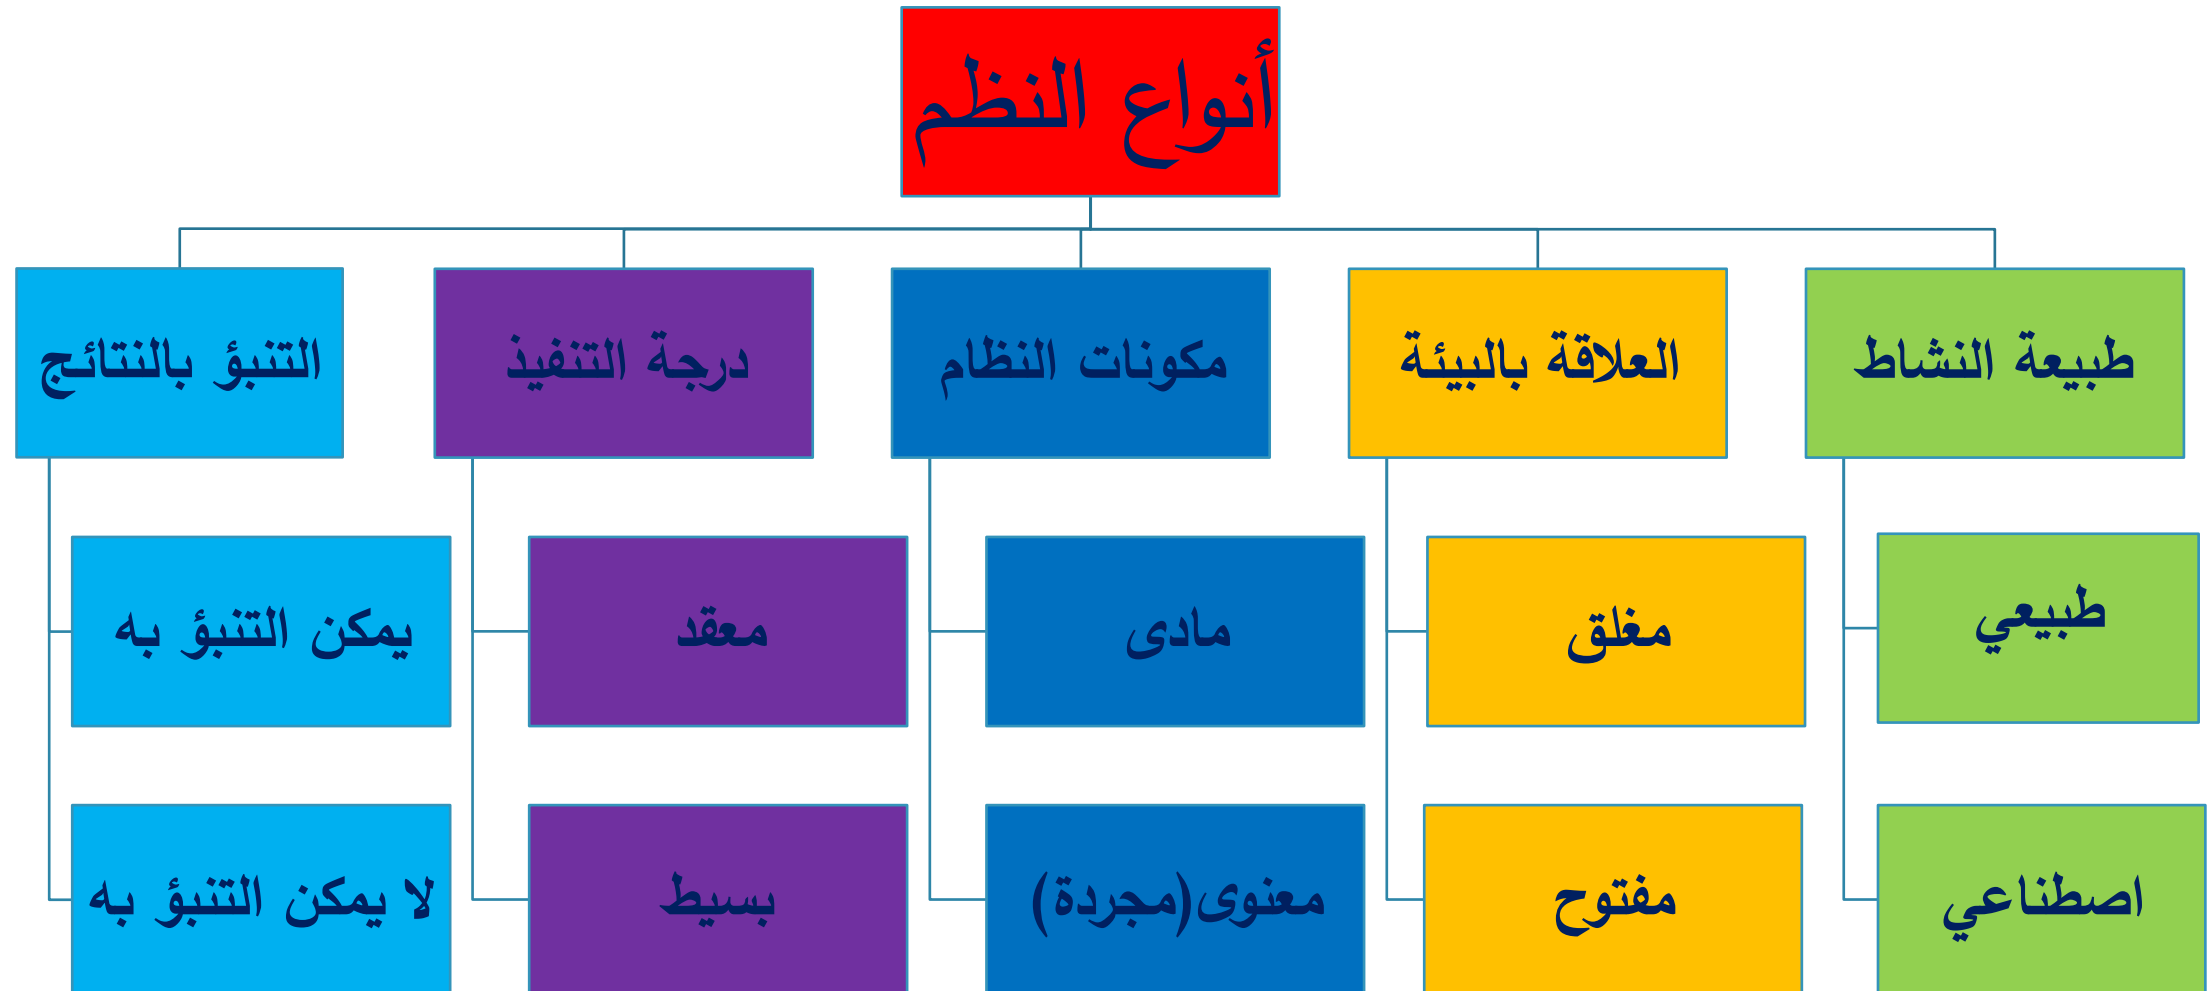 أنواع النظم
طبيعة النشاط
العلاقة بالبيئة
مكونات النظام
درجة التنفيذ
التنبؤ بالنتائج
طبيعي
مغلق
مادى
معقد
يمكن التنبؤ به
اصطناعي
مفتوح
معنوى(مجردة)
بسيط
لا يمكن التنبؤ به